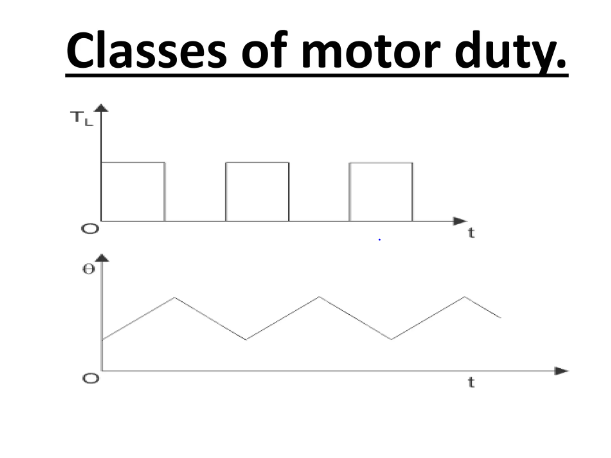 Classes of motor duty.
TL
O
t
θ
O
t